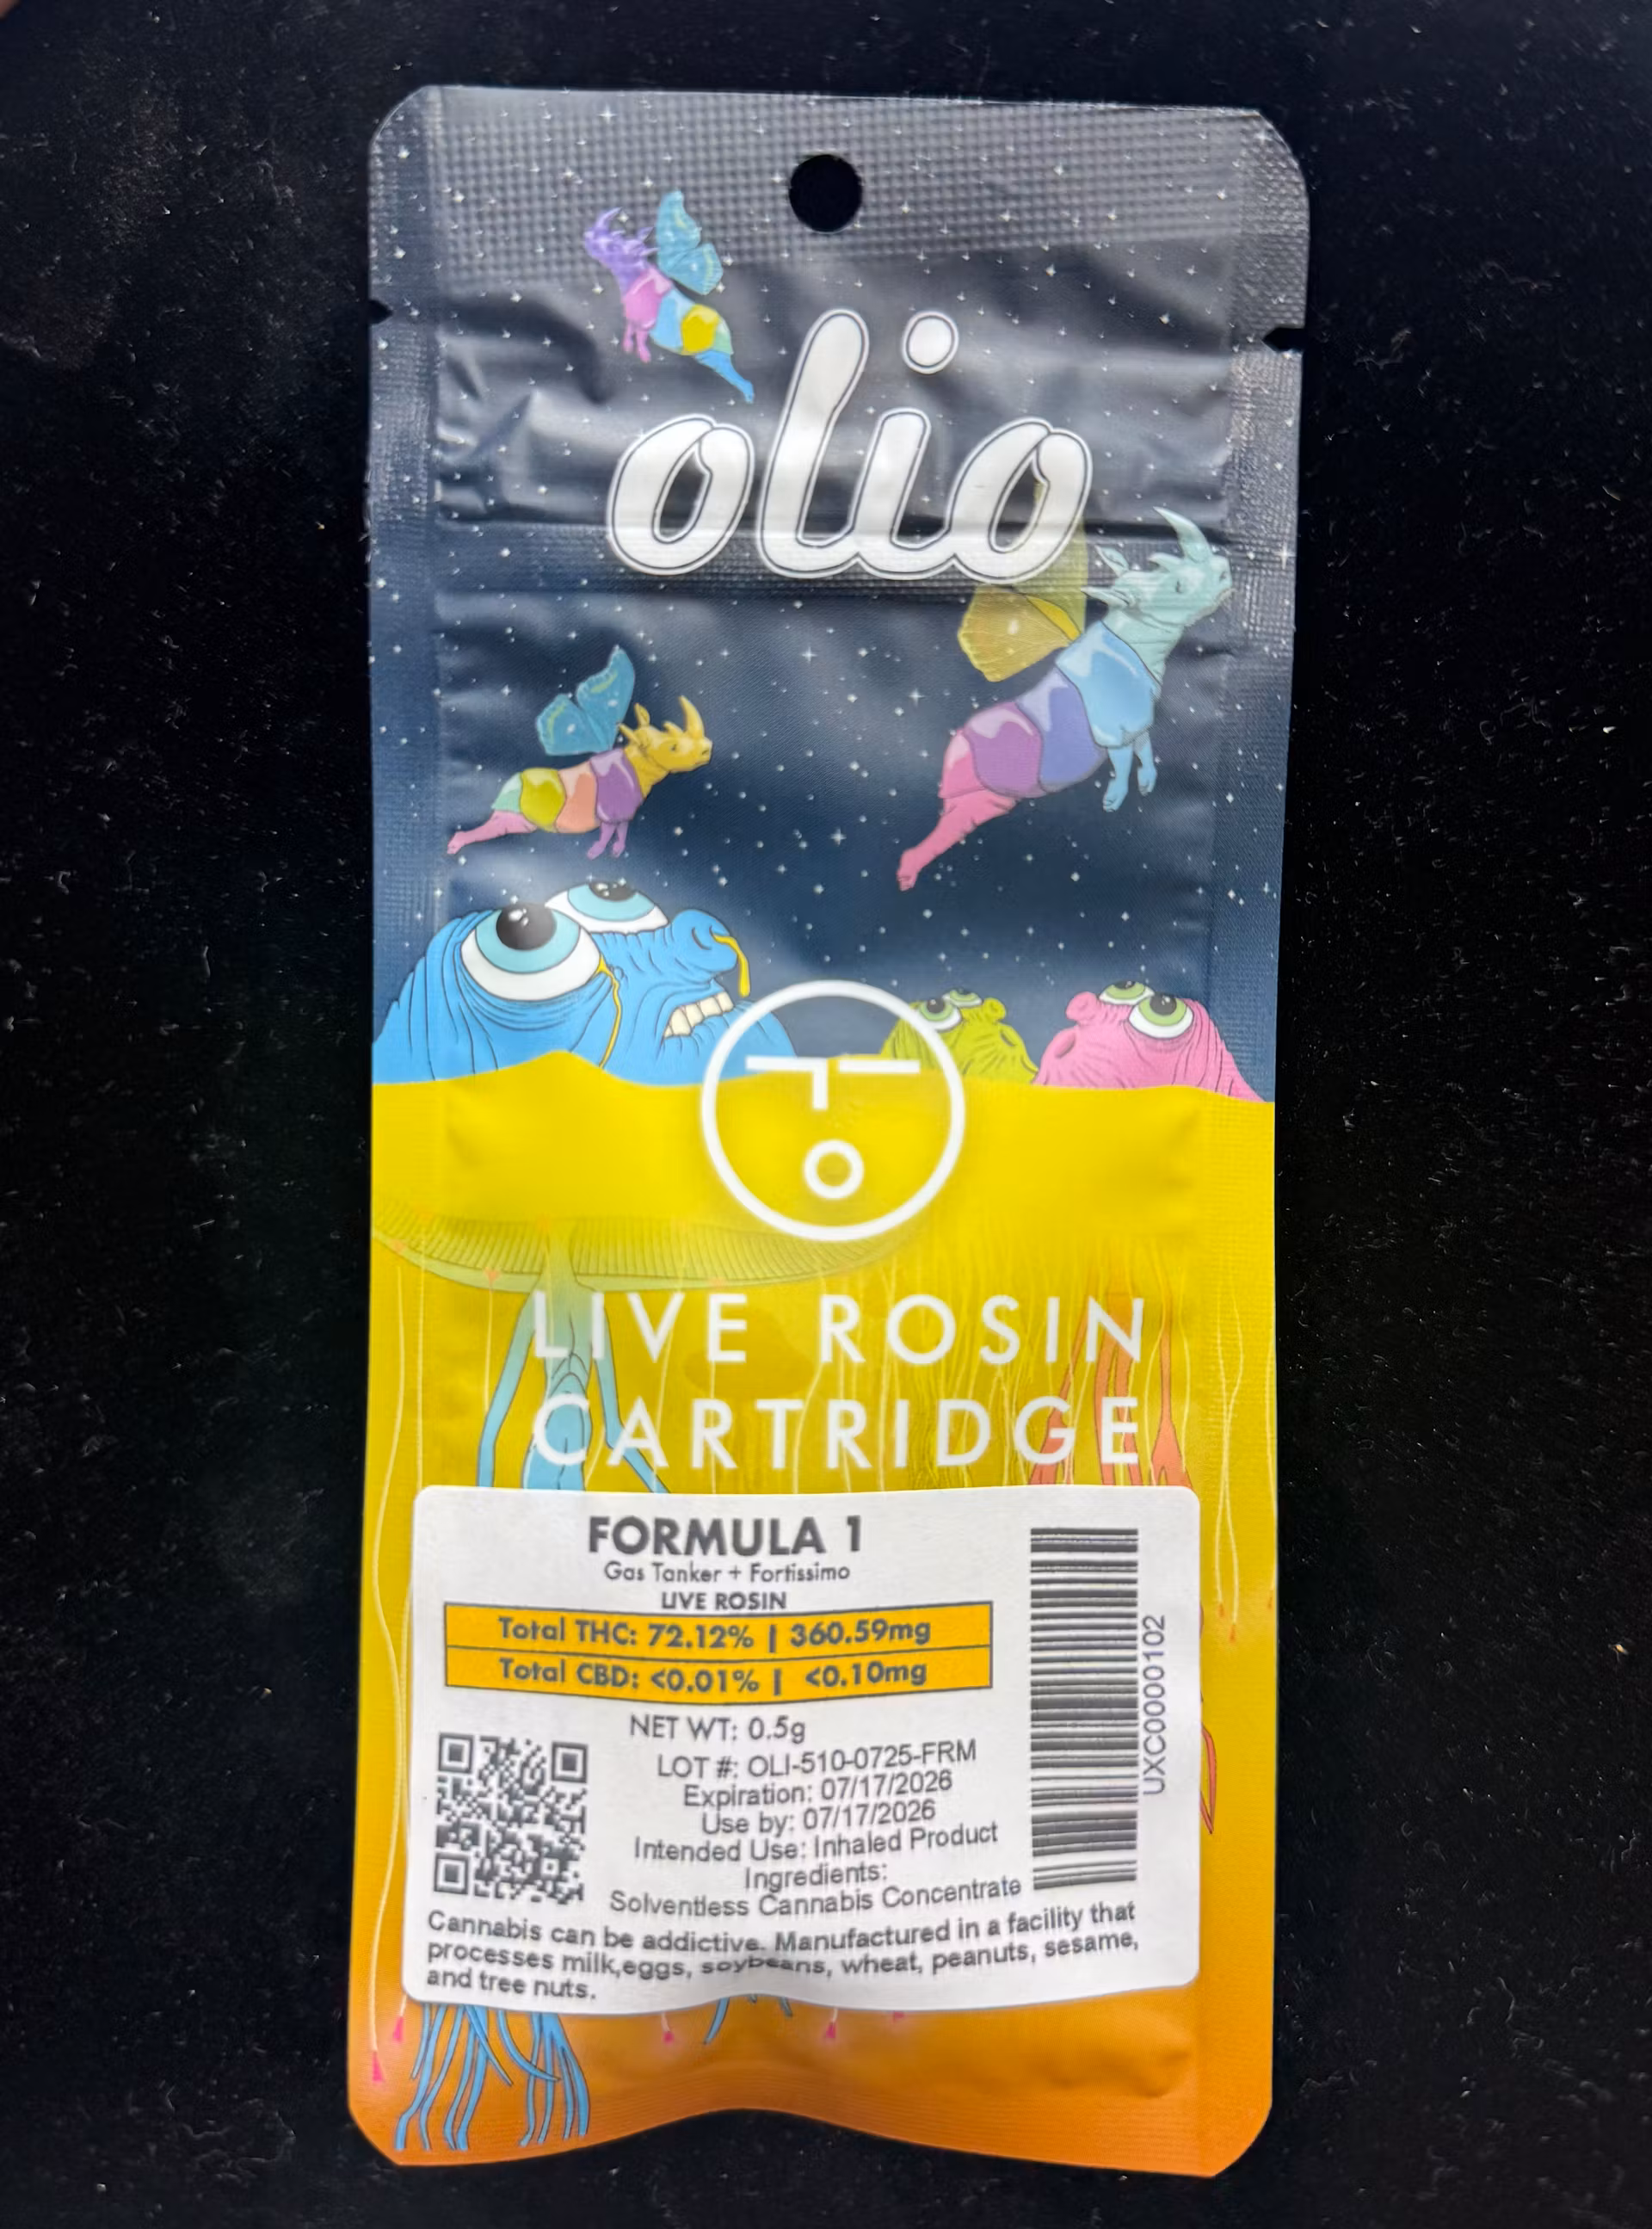 olio
LIVE ROSIN
CARTRIDGE
FORMULA 1
Gas Tanker + Fortissimo
LIVE ROSIN
Total THC: 72.12% | 360.59mg
Total CBD: <0.01% | <0.10mg
NET WT: 0.5g
LOT #: OLI-510-0725-FRM
Expiration: 07/17/2026
Use by: 07/17/2026
Intended Use: Inhaled Product
Ingredients:
Solventless Cannabis Concentrate
Cannabis can be addictive. Manufactured in a facility that
processes milk,eggs, soybeans, wheat, peanuts, sesame,
and tree nuts.
UXC0000102